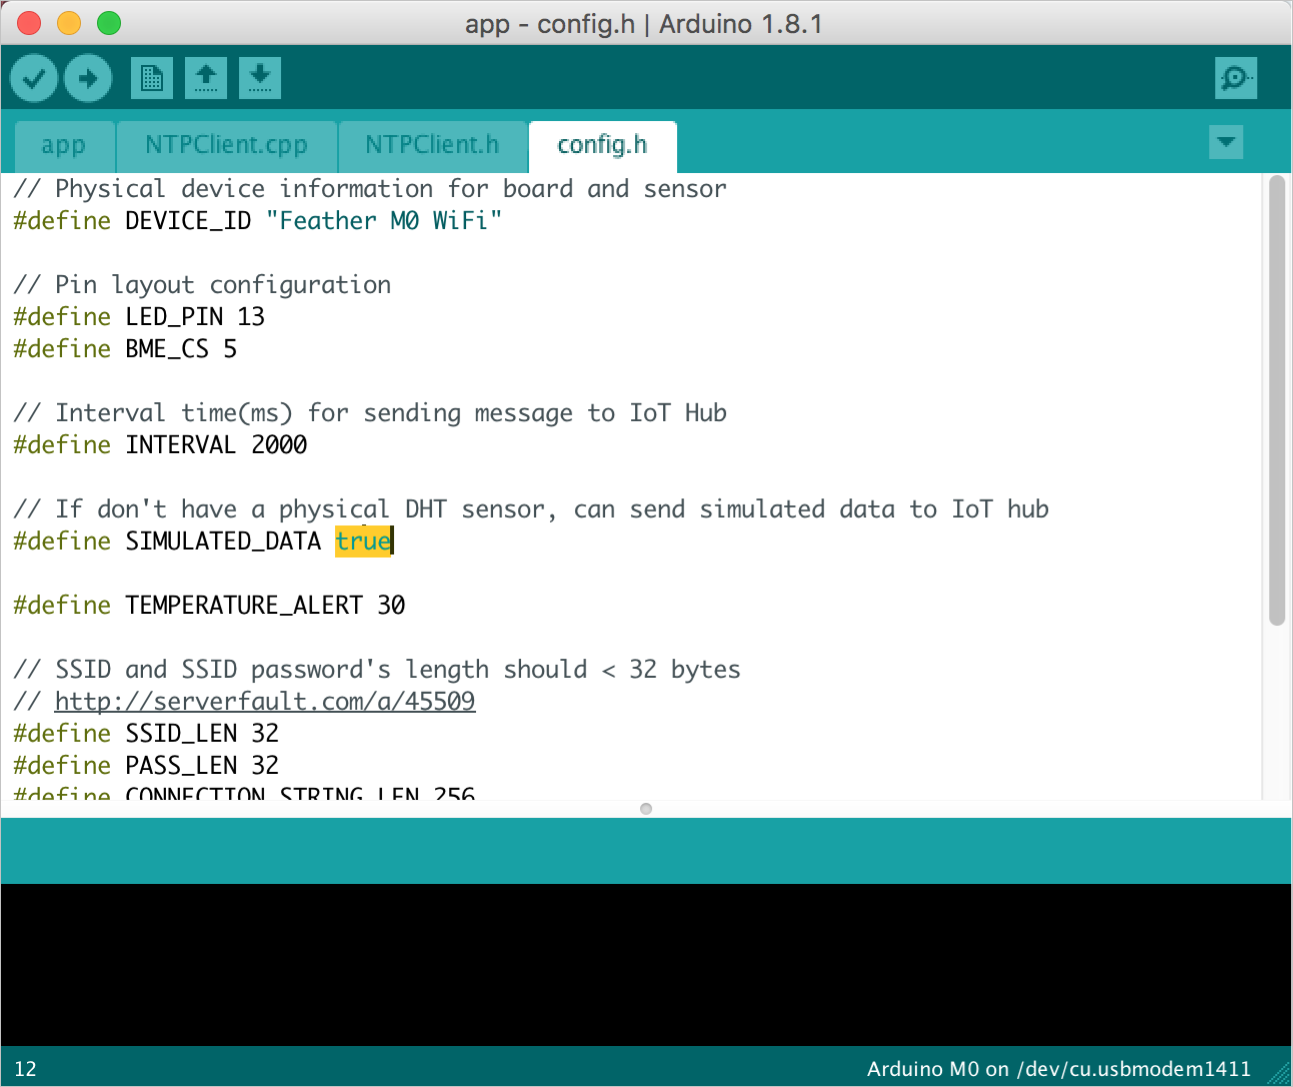 app - config.h | Arduino 1.8.1
app NTPClient.cpp NTPClient.h config.h
// Physical device information for board and sensor
#define DEVICE_ID "Feather M0 WiFi"
// Pin layout configuration
#define LED_PIN 13
#define BME_CS 5
// Interval time(ms) for sending message to IoT Hub
#define INTERVAL 2000
// If don't have a physical DHT sensor, can send simulated data to IoT hub
#define SIMULATED_DATA true
#define TEMPERATURE_ALERT 30
// SSID and SSID password's length should < 32 bytes
// http://serverfault.com/a/45509
#define SSID_LEN 32
#define PASS_LEN 32
#define CONNECTION_STRING_LEN 256
12 Arduino M0 on /dev/cu.usbmodem1411